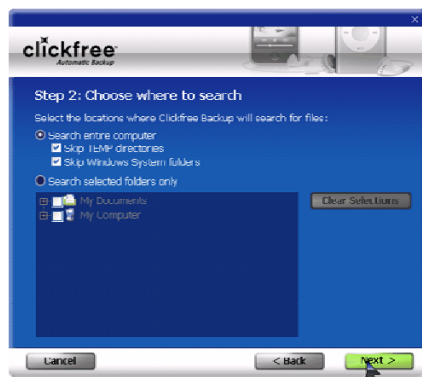 clickfree
Automatic Backup
Step 2: Choose where to search
Select the locations where Clickfree Backup will search for files:
Search entire computer
Skip TEMP directories
Skip Windows System folders
Search selected folders only
My Documents
Clear Selections
My Computer
Cancel
< Back
Next >